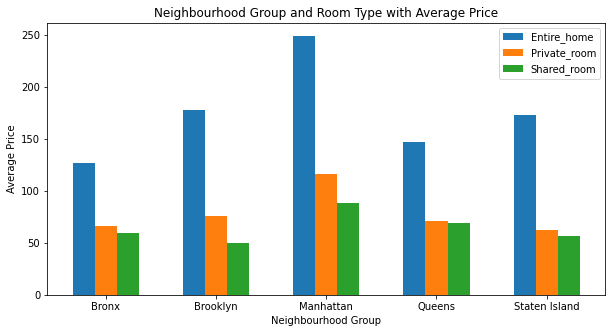 Neighbourhood Group and Room Type with Average Price
Entire_home
Private_room
Shared_room
Average Price
250
200
150
100
50
0
Bronx Brooklyn Manhattan Queens Staten Island
Neighbourhood Group